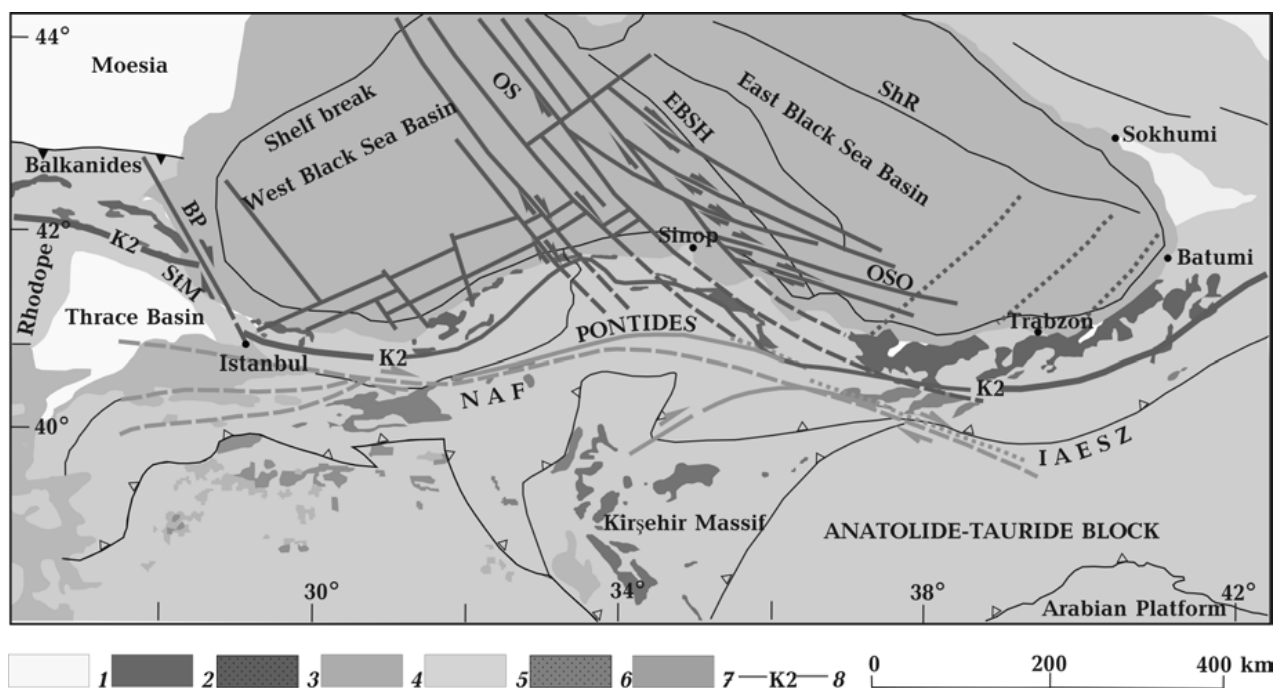 44°
Moesia
Shelf break
OS
ShR
EBSH
East Black Sea Basin
Sokhumi
West Black Sea Basin
Balkanides
BP
42°
K2
Sinop
Batumi
Rhodope
StM
OSO
Thrace Basin
PONTIDES
Trabzon
Istanbul
K2
K2
NAF
40°
IAESZ
Kirşehir Massif
ANATOLIDE-TAURIDE BLOCK
30°
34°
38°
42°
Arabian Platform
1 2 3 4 5 6 7 K2 8
0 200 400 km